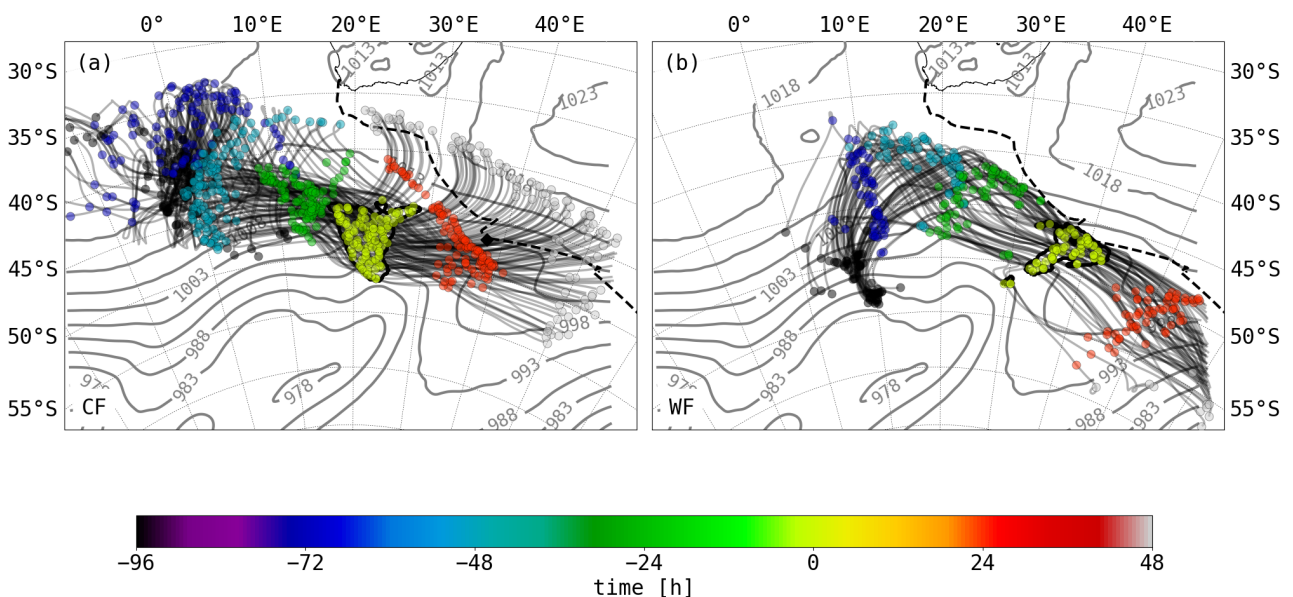 0° 10°E 20°E 30°E 40°E 0° 10°E 20°E 30°E 40°E
(a) (b)
30°S 30°S
35°S 35°S
40°S 40°S
45°S 45°S
50°S 50°S
55°S 55°S
1013 1013 1023 1003 988 983 978 998 993 988 983
1018 1013 1013 1023 1018 1003 988 983 978 993 988 983
CF WF
−96 −72 −48 −24 0 24 48
time [h]